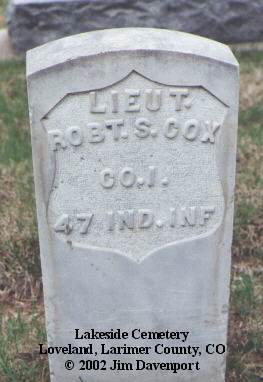 LIEUT.
ROBT. S. COX
CO. I.
47 IND. INF
Lakeside Cemetery
Loveland, Larimer County, CO
© 2002 Jim Davenport